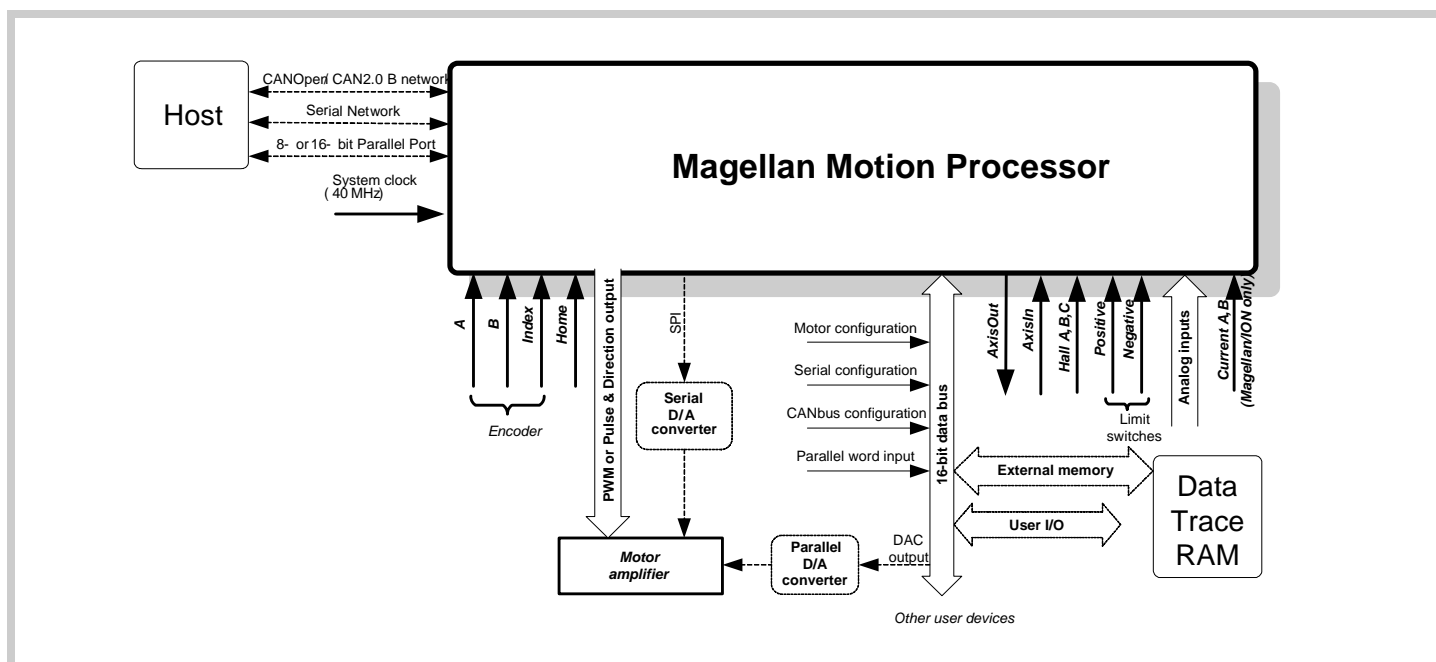 Host
CANOpen/ CAN2.0 B network
Serial Network
8- or 16- bit Parallel Port
System clock
( 40 MHz)
Magellan Motion Processor
A
B
Index
Home
Encoder
PWM or Pulse & Direction output
SPI
Serial
D/A
converter
Motor
amplifier
Parallel
D/A
converter
DAC
output
Motor configuration
Serial configuration
CANbus configuration
Parallel word input
16-bit data bus
Other user devices
AxisOut
AxisIn
Hall A,B,C
Positive
Negative
Limit
switches
Analog inputs
Current A,B
(Magellan/ION only)
External memory
User I/O
Data
Trace
RAM